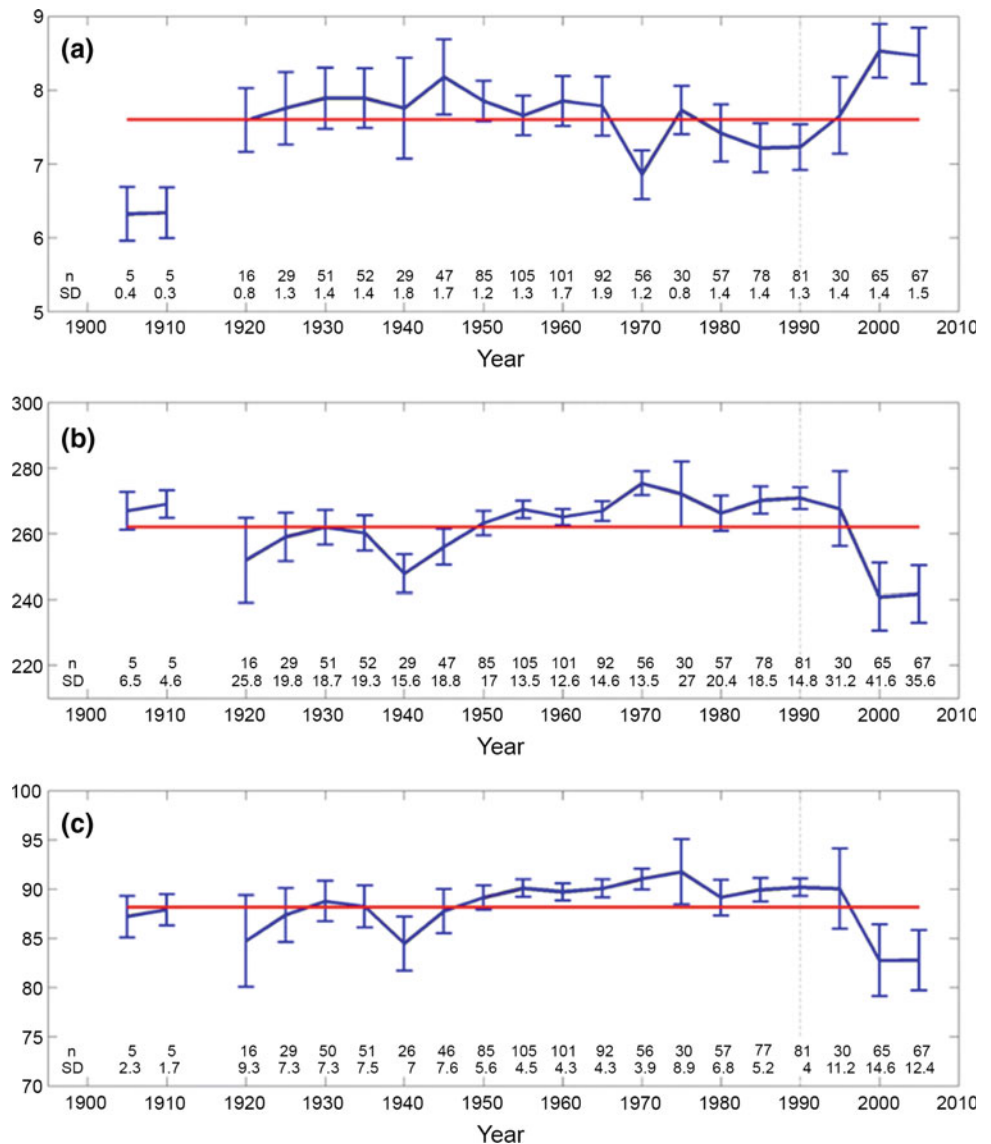 9
(a)
8
7
6
n 5 5 16 29 51 52 29 47 85 105 101 92 56 30 57 78 81 30 65 67
SD 0.4 0.3 0.8 1.3 1.4 1.4 1.8 1.7 1.2 1.3 1.7 1.9 1.2 0.8 1.4 1.4 1.3 1.4 1.4 1.5
5
1900 1910 1920 1930 1940 1950 1960 1970 1980 1990 2000 2010
Year
300
(b)
280
260
240
220
n 5 5 16 29 51 52 29 47 85 105 101 92 56 30 57 78 81 30 65 67
SD 6.5 4.6 25.8 19.8 18.7 19.3 15.6 18.8 17 13.5 12.6 14.6 13.5 27 20.4 18.5 14.8 31.2 41.6 35.6
1900 1910 1920 1930 1940 1950 1960 1970 1980 1990 2000 2010
Year
100
(c)
95
90
85
80
75
n 5 5 16 29 50 51 26 46 85 105 101 92 56 30 57 77 81 30 65 67
SD 2.3 1.7 9.3 7.3 7.3 7.5 7 7.6 5.6 4.5 4.3 4.3 3.9 8.9 6.8 5.2 4 11.2 14.6 12.4
70
1900 1910 1920 1930 1940 1950 1960 1970 1980 1990 2000 2010
Year